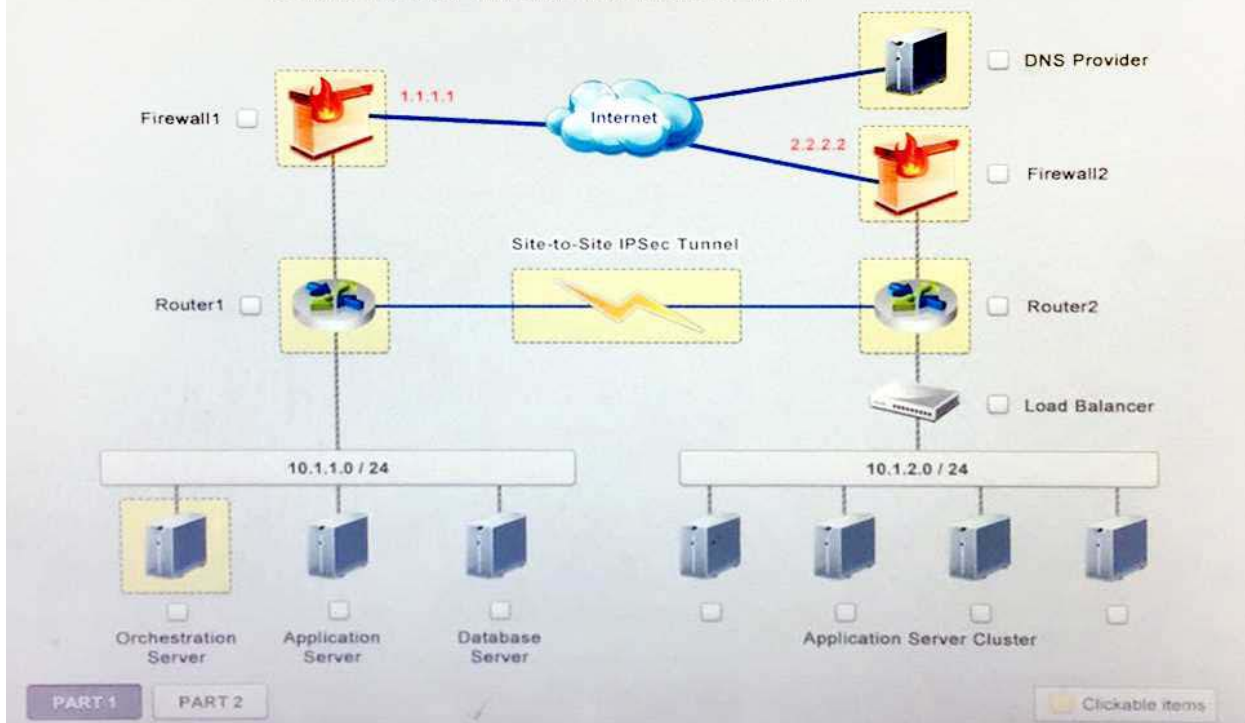 DNS Provider
1.1.1.1
Firewall1
Internet
2.2.2.2
Firewall2
Site-to-Site IPSec Tunnel
Router1
Router2
Load Balancer
10.1.1.0 / 24
10.1.2.0 / 24
Orchestration
Server
Application
Server
Database
Server
Application Server Cluster
PART 1
PART 2
Clickable items